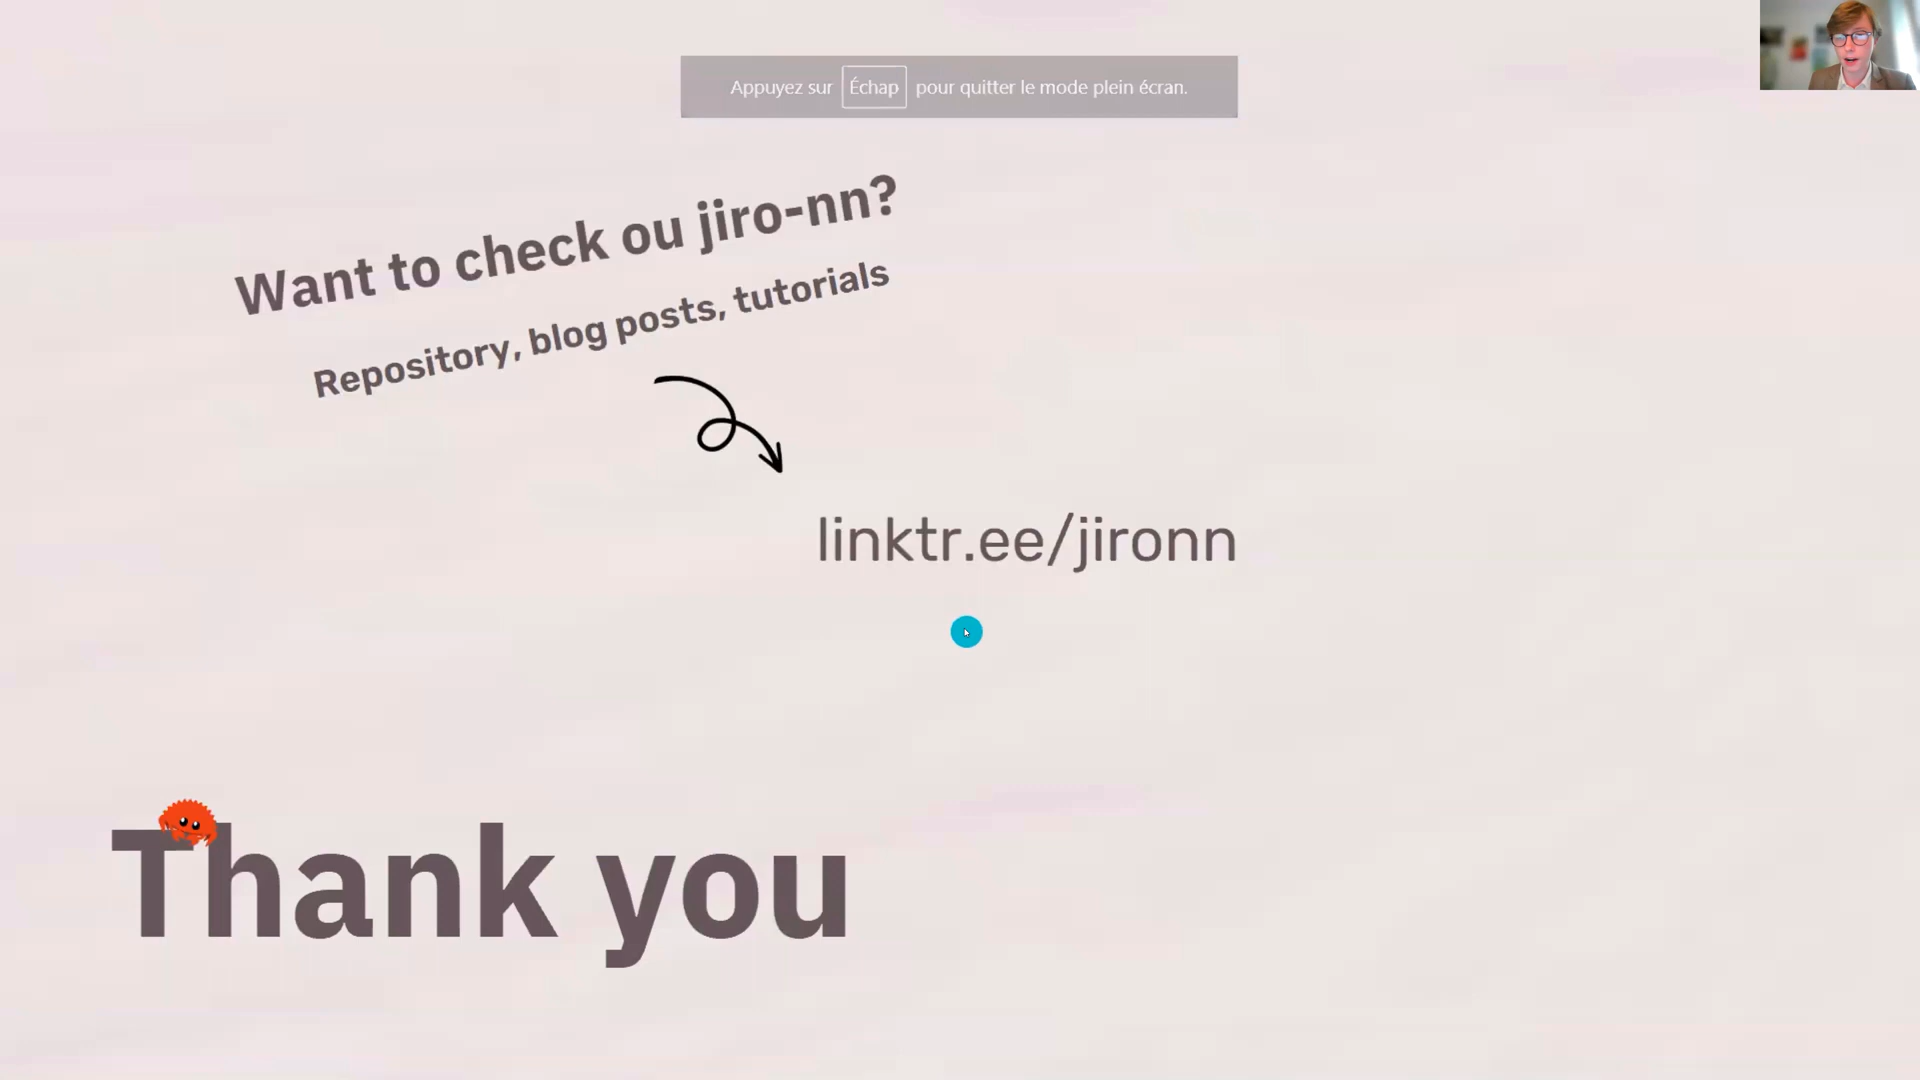 Appuyez sur Échap pour quitter le mode plein écran.
Want to check ou jiro-nn?
Repository, blog posts, tutorials
linktr.ee/jironn
Thank you